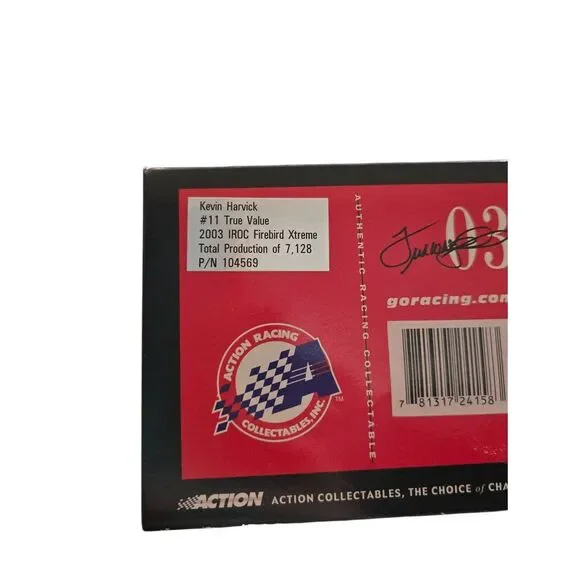 Kevin Harvick
#11 True Value
2003 IROC Firebird Xtreme
Total Production of 7,128
P/N 104569
AUTHENTIC RACING COLLECTABLE
03
goracing.com
7 81317 24158
ACTION RACING
COLLECTABLES, INC.
A
TM
ACTION ACTION COLLECTABLES, THE CHOICE of CHA